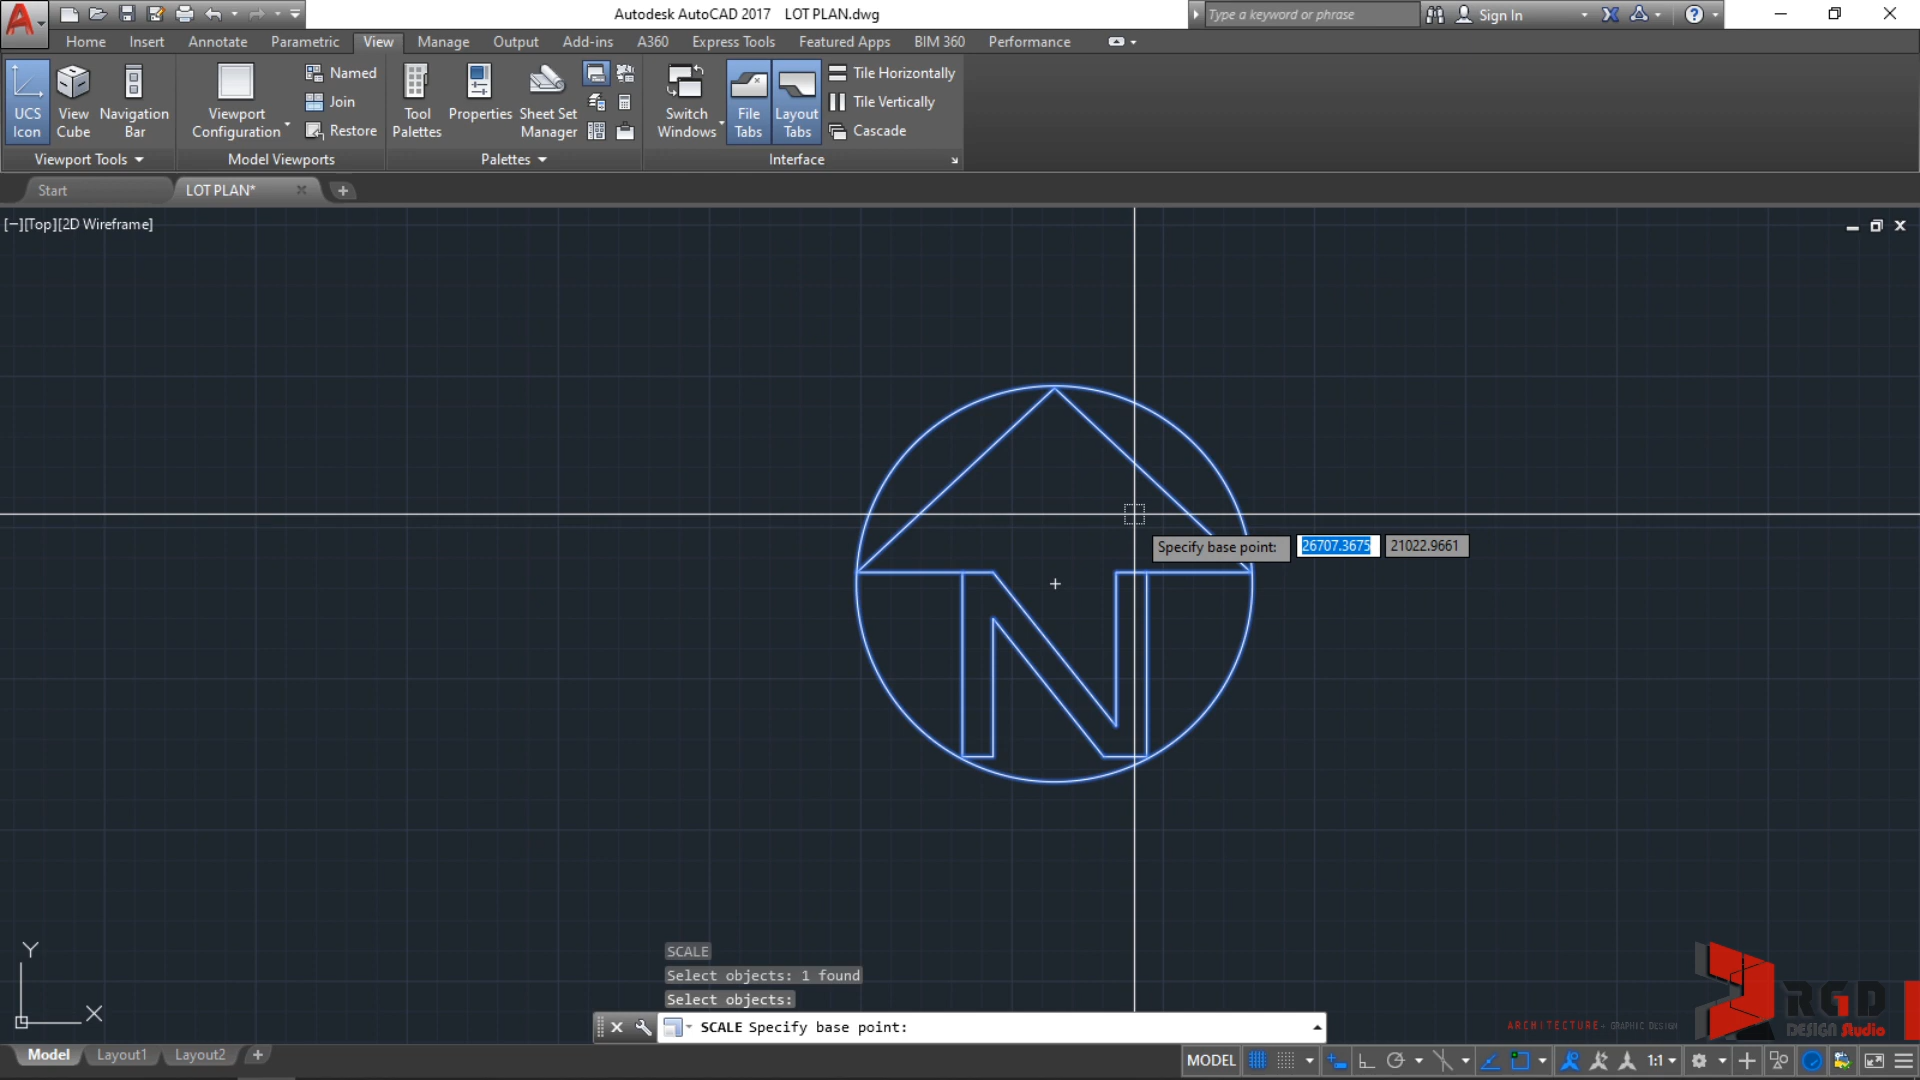 Autodesk AutoCAD 2017 LOT PLAN.dwg
Type a keyword or phrase
Sign In
Home Insert Annotate Parametric View Manage Output Add-ins A360 Express Tools Featured Apps BIM 360 Performance
UCS Icon
View Cube
Navigation Bar
Viewport Configuration
Named
Join
Restore
Tool Palettes
Properties
Sheet Set Manager
Switch Windows
File Tabs
Layout Tabs
Tile Horizontally
Tile Vertically
Cascade
Viewport Tools
Model Viewports
Palettes
Interface
Start
LOT PLAN*
[−][Top][2D Wireframe]
Specify base point: 26707.3675 21022.9661
N
Y
X
SCALE
Select objects: 1 found
Select objects:
SCALE Specify base point:
RGD
DESIGN Studio
ARCHITECTURE + GRAPHIC DESIGN
Model Layout1 Layout2
MODEL
1:1